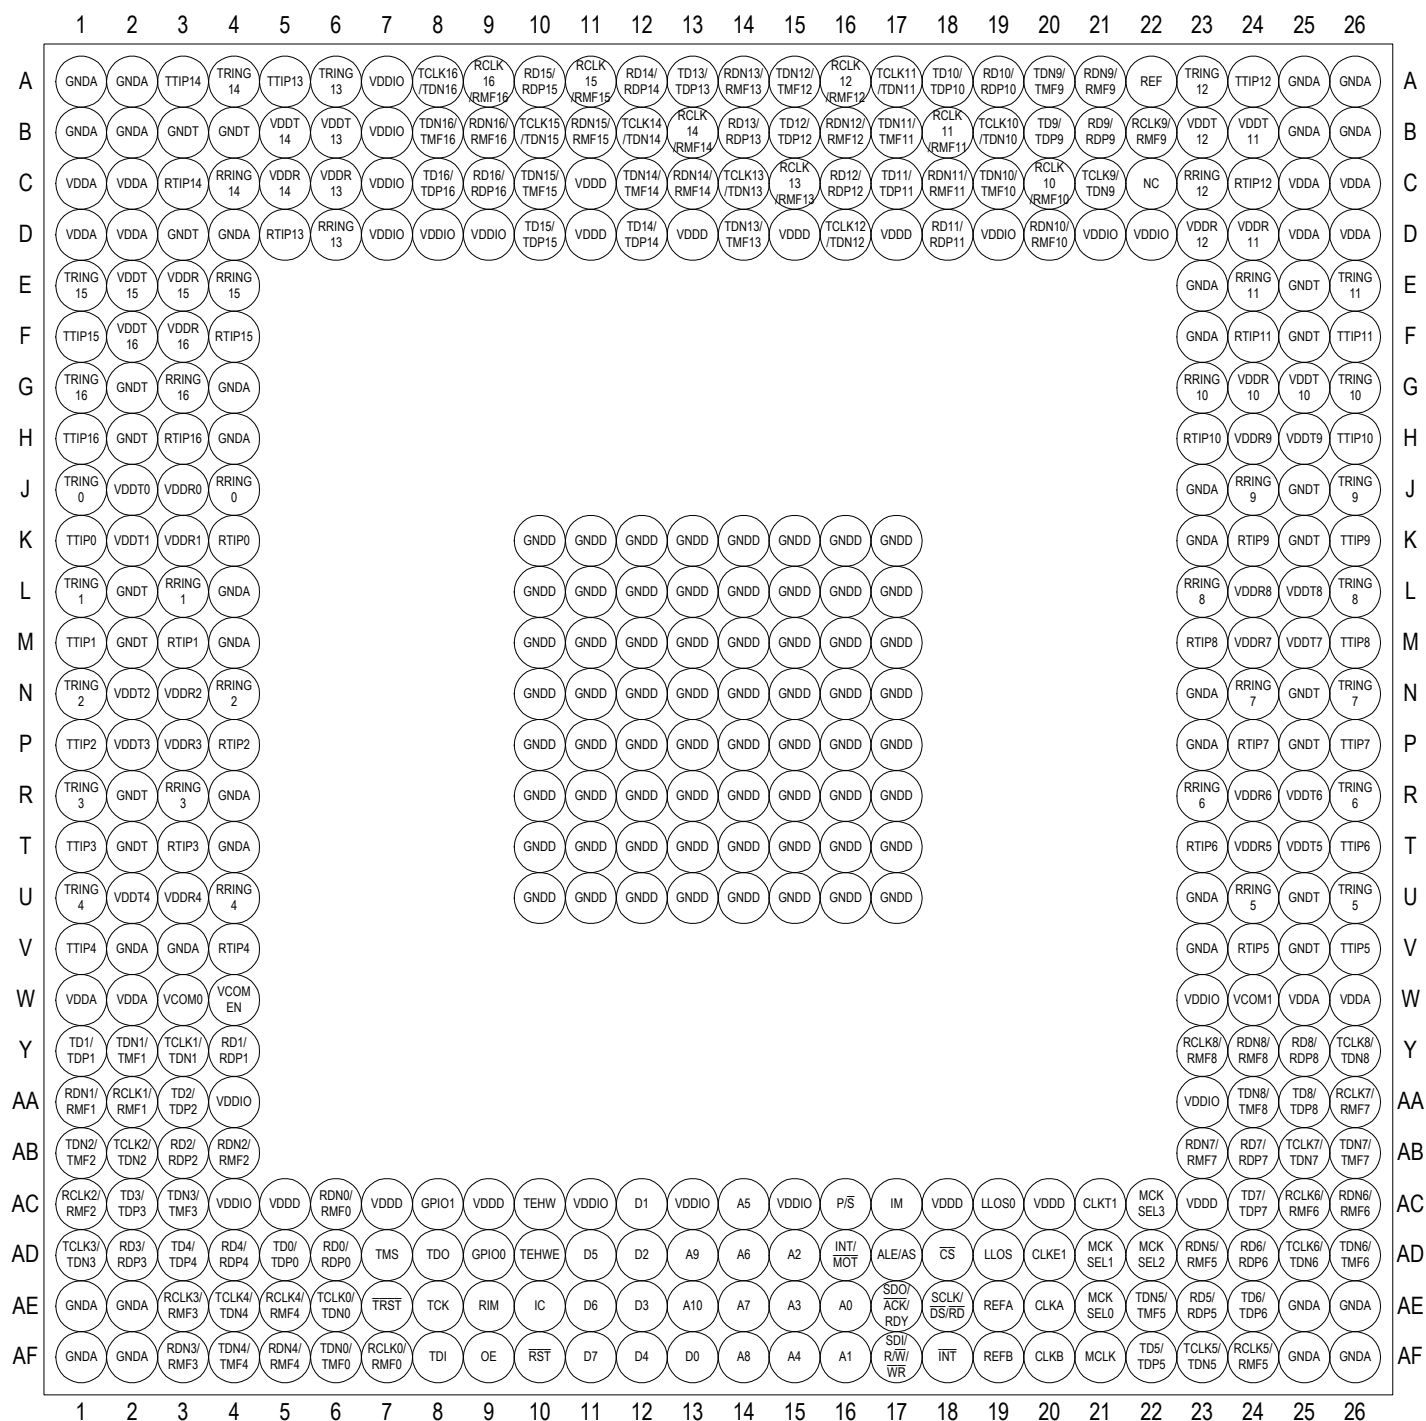 1 2 3 4 5 6 7 8 9 10 11 12 13 14 15 16 17 18 19 20 21 22 23 24 25 26
A GNDA GNDA TTIP14 TRING 14 TTIP13 TRING 13 VDDIO TCLK16 /TDN16 RCLK 16 /RMF16 RD15/ RDP15 RCLK 15 /RMF15 RD14/ RDP14 TD13/ TDP13 RDN13/ RMF13 TDN12/ TMF12 RCLK 12 /RMF12 TCLK11 /TDN11 TD10/ TDP10 RD10/ RDP10 TDN9/ TMF9 RDN9/ RMF9 REF TRING 12 TTIP12 GNDA GNDA A
B GNDA GNDA GNDT GNDT VDDT 14 VDDT 13 VDDIO TDN16/ TMF16 RDN16/ RMF16 TCLK15 /TDN15 RDN15/ RMF15 TCLK14 /TDN14 RCLK 14 /RMF14 RD13/ RDP13 TD12/ TDP12 RDN12/ RMF12 TDN11/ TMF11 RCLK 11 /RMF11 TCLK10 /TDN10 TD9/ TDP9 RD9/ RDP9 RCLK9/ RMF9 VDDT 12 VDDT 11 GNDA GNDA B
C VDDA VDDA RTIP14 RRING 14 VDDR 14 VDDR 13 VDDIO TD16/ TDP16 RD16/ RDP16 TDN15/ TMF15 VDDD TDN14/ TMF14 RDN14/ RMF14 TCLK13 /TDN13 RCLK 13 /RMF13 RD12/ RDP12 TD11/ TDP11 RDN11/ RMF11 TDN10/ TMF10 RCLK 10 /RMF10 TCLK9/ TDN9 NC RRING 12 RTIP12 VDDA VDDA C
D VDDA VDDA GNDT GNDA RTIP13 RRING 13 VDDIO VDDIO VDDIO TD15/ TDP15 VDDD TD14/ TDP14 VDDD TDN13/ TMF13 VDDD TCLK12 /TDN12 VDDD RD11/ RDP11 VDDIO RDN10/ RMF10 VDDIO VDDIO VDDR 12 VDDR 11 VDDA VDDA D
E TRING 15 VDDT 15 VDDR 15 RRING 15 GNDA RRING 11 GNDT TRING 11 E
F TTIP15 VDDT 16 VDDR 16 RTIP15 GNDA RTIP11 GNDT TTIP11 F
G TRING 16 GNDT RRING 16 GNDA RRING 10 VDDR 10 VDDT 10 TRING 10 G
H TTIP16 GNDT RTIP16 GNDA RTIP10 VDDR9 VDDT9 TTIP10 H
J TRING 0 VDDT0 VDDR0 RRING 0 GNDA RRING 9 GNDT TRING 9 J
K TTIP0 VDDT1 VDDR1 RTIP0 GNDD GNDD GNDD GNDD GNDD GNDD GNDD GNDD GNDA RTIP9 GNDT TTIP9 K
L TRING 1 GNDT RRING 1 GNDA GNDD GNDD GNDD GNDD GNDD GNDD GNDD GNDD RRING 8 VDDR8 VDDT8 TRING 8 L
M TTIP1 GNDT RTIP1 GNDA GNDD GNDD GNDD GNDD GNDD GNDD GNDD GNDD RTIP8 VDDR7 VDDT7 TTIP8 M
N TRING 2 VDDT2 VDDR2 RRING 2 GNDD GNDD GNDD GNDD GNDD GNDD GNDD GNDD GNDA RRING 7 GNDT TRING 7 N
P TTIP2 VDDT3 VDDR3 RTIP2 GNDD GNDD GNDD GNDD GNDD GNDD GNDD GNDD GNDA RTIP7 GNDT TTIP7 P
R TRING 3 GNDT RRING 3 GNDA GNDD GNDD GNDD GNDD GNDD GNDD GNDD GNDD RRING 6 VDDR6 VDDT6 TRING 6 R
T TTIP3 GNDT RTIP3 GNDA GNDD GNDD GNDD GNDD GNDD GNDD GNDD GNDD RTIP6 VDDR5 VDDT5 TTIP6 T
U TRING 4 VDDT4 VDDR4 RRING 4 GNDD GNDD GNDD GNDD GNDD GNDD GNDD GNDD GNDA RRING 5 GNDT TRING 5 U
V TTIP4 GNDA GNDA RTIP4 GNDA RTIP5 GNDT TTIP5 V
W VDDA VDDA VCOM0 VCOM EN VDDIO VCOM1 VDDA VDDA W
Y TD1/ TDP1 TDN1/ TMF1 TCLK1/ TDN1 RD1/ RDP1 RCLK8/ RMF8 RDN8/ RMF8 RD8/ RDP8 TCLK8/ TDN8 Y
AA RDN1/ RMF1 RCLK1/ RMF1 TD2/ TDP2 VDDIO VDDIO TDN8/ TMF8 TD8/ TDP8 RCLK7/ RMF7 AA
AB TDN2/ TMF2 TCLK2/ TDN2 RD2/ RDP2 RDN2/ RMF2 RDN7/ RMF7 RD7/ RDP7 TCLK7/ TDN7 TDN7/ TMF7 AB
AC RCLK2/ RMF2 TD3/ TDP3 TDN3/ TMF3 VDDIO VDDD RDN0/ RMF0 VDDD GPIO1 VDDD TEHW VDDIO D1 VDDIO A5 VDDIO P/S IM VDDD LLOS0 VDDD CLKT1 MCK SEL3 VDDD TD7/ TDP7 RCLK6/ RMF6 RDN6/ RMF6 AC
AD TCLK3/ TDN3 RD3/ RDP3 TD4/ TDP4 RD4/ RDP4 TD0/ TDP0 RD0/ RDP0 TMS TDO GPIO0 TEHWE D5 D2 A9 A6 A2 INT/ MOT ALE/AS CS LLOS CLKE1 MCK SEL1 MCK SEL2 RDN5/ RMF5 RD6/ RDP6 TCLK6/ TDN6 TDN6/ TMF6 AD
AE GNDA GNDA RCLK3/ RMF3 TCLK4/ TDN4 RCLK4/ RMF4 TCLK0/ TDN0 TRST TCK RIM IC D6 D3 A10 A7 A3 A0 SDO/ ACK/ RDY SCLK/ DS/RD REFA CLKA MCK SEL0 TDN5/ TMF5 RD5/ RDP5 TD6/ TDP6 GNDA GNDA AE
AF GNDA GNDA RDN3/ RMF3 TDN4/ TMF4 RDN4/ RMF4 TDN0/ TMF0 RCLK0/ RMF0 TDI OE RST D7 D4 D0 A8 A4 A1 SDI/ R/W/ WR INT REFB CLKB MCLK TD5/ TDP5 TCLK5/ TDN5 RCLK5/ RMF5 GNDA GNDA AF
1 2 3 4 5 6 7 8 9 10 11 12 13 14 15 16 17 18 19 20 21 22 23 24 25 26